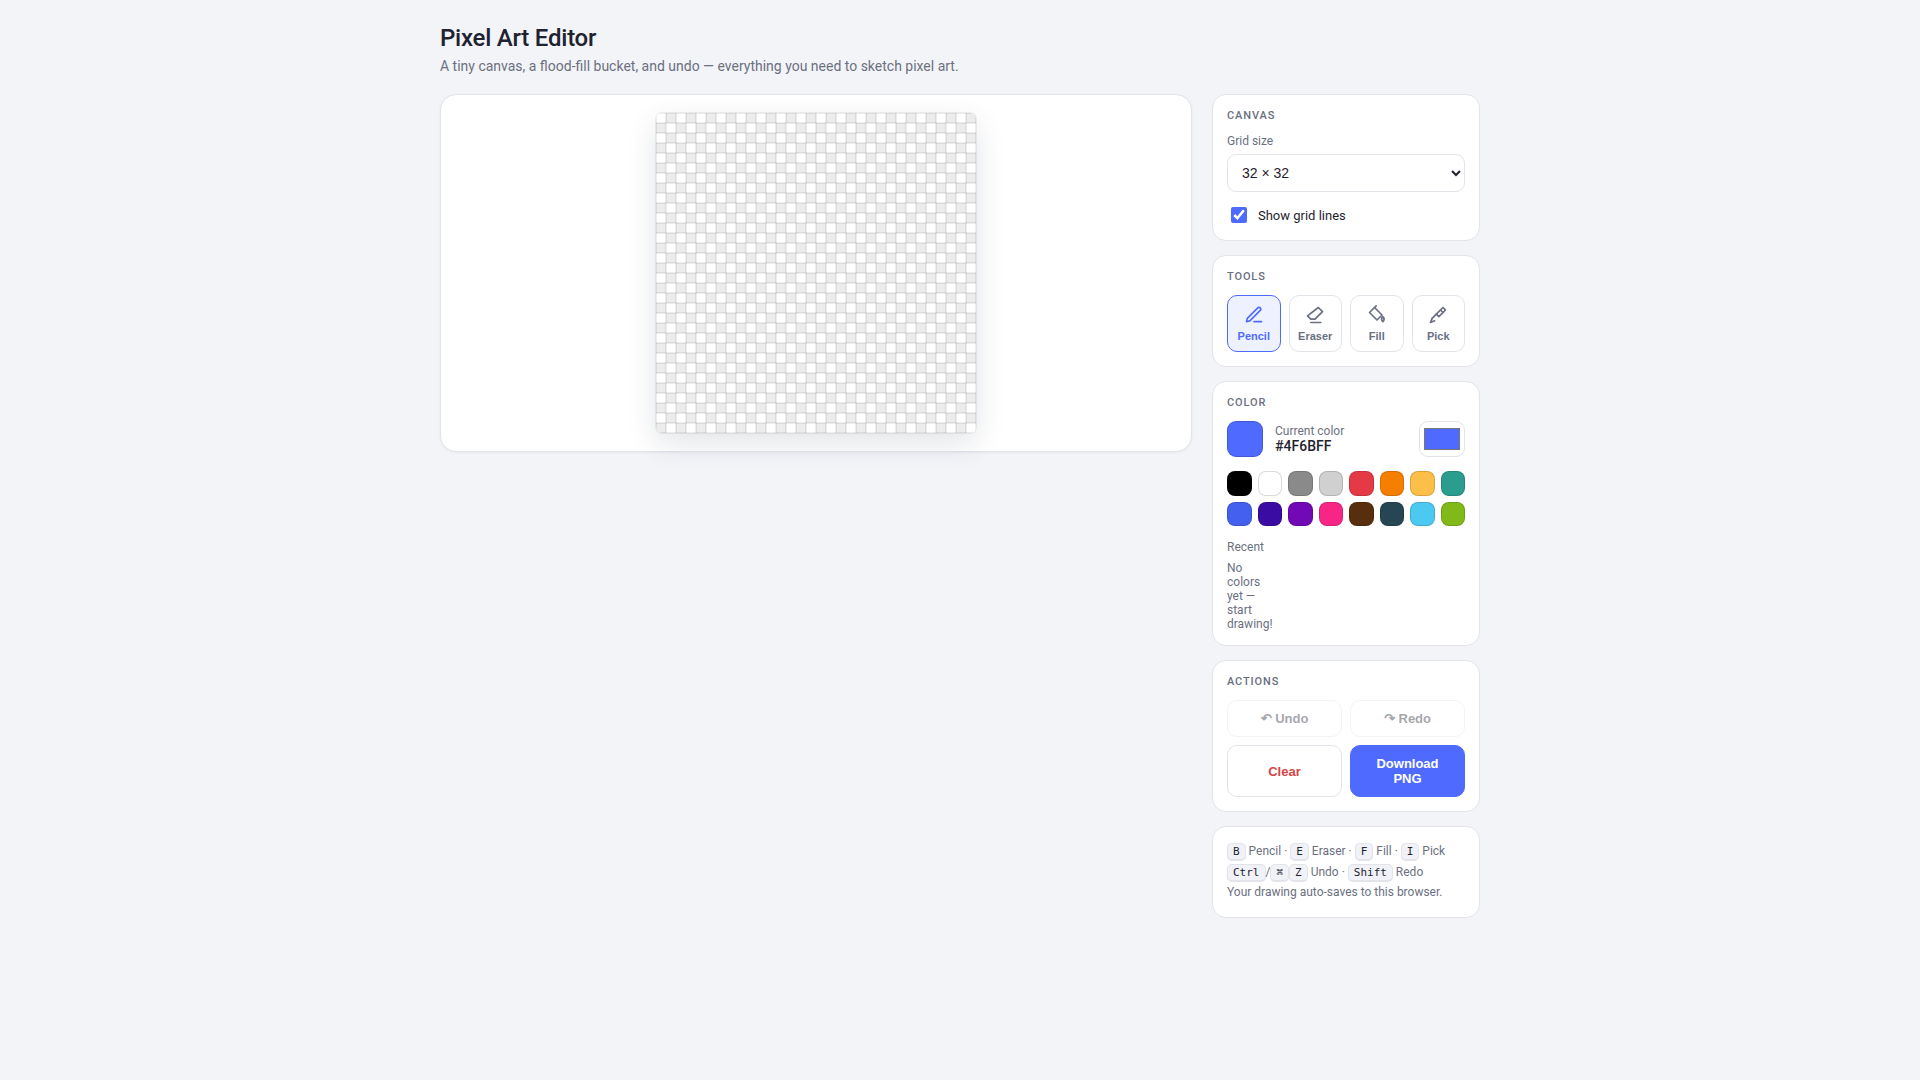 Pixel Art Editor
A tiny canvas, a flood-fill bucket, and undo — everything you need to sketch pixel art.
CANVAS
Grid size
32 × 32
Show grid lines
TOOLS
Pencil Eraser Fill Pick
COLOR
Current color
#4F6BFF
Recent
No
colors
yet —
start
drawing!
ACTIONS
↶ Undo ↷ Redo
Clear
Download
PNG
B Pencil · E Eraser · F Fill · I Pick
Ctrl/⌘ Z Undo · Shift Redo
Your drawing auto-saves to this browser.